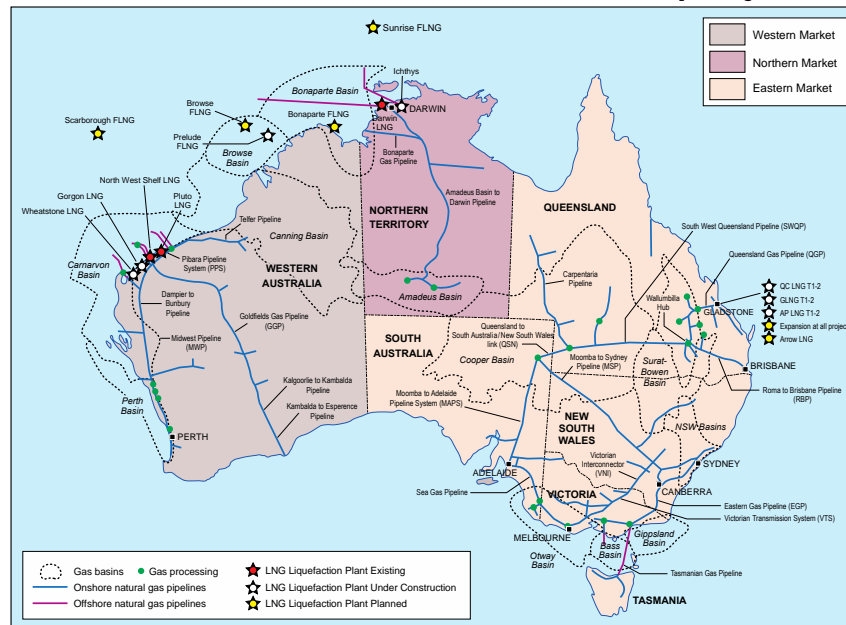 Sunrise FLNG
Western Market
Northern Market
Eastern Market
Ichthys
Bonaparte Basin
Browse
FLNG
Bonaparte FLNG
Darwin
LNG
DARWIN
Scarborough FLNG
Prelude
FLNG
Browse
Basin
Bonaparte
Gas Pipeline
North West Shelf LNG
Gorgon LNG
Pluto
LNG
Wheatstone LNG
Amadeus Basin to
Darwin Pipeline
NORTHERN
TERRITORY
QUEENSLAND
Telfer Pipeline
Canning Basin
South West Queensland Pipeline (SWQP)
Queensland Gas Pipeline (QGP)
Carnarvon
Basin
Pibara Pipeline
System (PPS)
WESTERN
AUSTRALIA
Carpentaria
Pipeline
Amadeus Basin
Wallumbilla
Hub
GLADSTONE
QC LNG T1-2
GLNG T1-2
AP LNG T1-2
Expansion at all projec
Arrow LNG
Dampier to
Bunbury
Pipeline
Goldfields Gas Pipeline
(GGP)
Midwest Pipeline
(MWP)
SOUTH
AUSTRALIA
Queensland to
South Australia/New South Wales
link (QSN)
Cooper Basin
Moomba to Sydney
Pipeline (MSP)
Surat-
Bowen
Basin
BRISBANE
Roma to Brisbane Pipeline
(RBP)
Kalgoorlie to Kambalda
Pipeline
Kambalda to Esperence
Pipeline
Moomba to Adelaide
Pipeline System (MAPS)
Perth
Basin
PERTH
NEW
SOUTH
WALES
NSW-Basins
Victorian
Interconnector
(VNI)
SYDNEY
ADELAIDE
CANBERRA
Sea Gas Pipeline
VICTORIA
Eastern Gas Pipeline (EGP)
Victorian Transmission System (VTS)
MELBOURNE
Otway
Basin
Bass
Basin
Gippsland
Basin
Tasmanian Gas Pipeline
TASMANIA
Gas basins
Gas processing
LNG Liquefaction Plant Existing
Onshore natural gas pipelines
LNG Liquefaction Plant Under Construction
Offshore natural gas pipelines
LNG Liquefaction Plant Planned